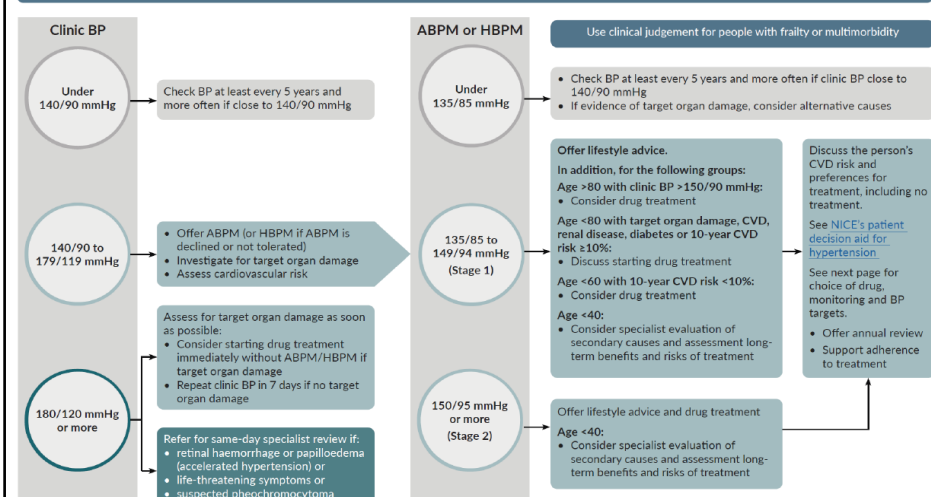 Clinic BP
Under
140/90 mmHg
Check BP at least every 5 years and
more often if close to 140/90 mmHg
140/90 to
179/119 mmHg
• Offer ABPM (or HBPM if ABPM is
declined or not tolerated)
• Investigate for target organ damage
• Assess cardiovascular risk
180/120 mmHg
or more
Assess for target organ damage as soon
as possible:
• Consider starting drug treatment
immediately without ABPM/HBPM if
target organ damage
• Repeat clinic BP in 7 days if no target
organ damage
Refer for same-day specialist review if:
• retinal haemorrhage or papilloedema
(accelerated hypertension) or
• life-threatening symptoms or
• suspected pheochromocytoma
ABPM or HBPM
Use clinical judgement for people with frailty or multimorbidity
Under
135/85 mmHg
• Check BP at least every 5 years and more often if clinic BP close to
140/90 mmHg
• If evidence of target organ damage, consider alternative causes
135/85 to
149/94 mmHg
(Stage 1)
Offer lifestyle advice.
In addition, for the following groups:
Age >80 with clinic BP >150/90 mmHg:
• Consider drug treatment
Age <80 with target organ damage, CVD,
renal disease, diabetes or 10-year CVD
risk ≥10%:
• Discuss starting drug treatment
Age <60 with 10-year CVD risk <10%:
• Consider drug treatment
Age <40:
• Consider specialist evaluation of
secondary causes and assessment long-
term benefits and risks of treatment
Discuss the person's
CVD risk and
preferences for
treatment, including no
treatment.
See NICE's patient
decision aid for
hypertension
See next page for
choice of drug,
monitoring and BP
targets.
• Offer annual review
• Support adherence
to treatment
150/95 mmHg
or more
(Stage 2)
Offer lifestyle advice and drug treatment
Age <40:
• Consider specialist evaluation of
secondary causes and assessment long-
term benefits and risks of treatment